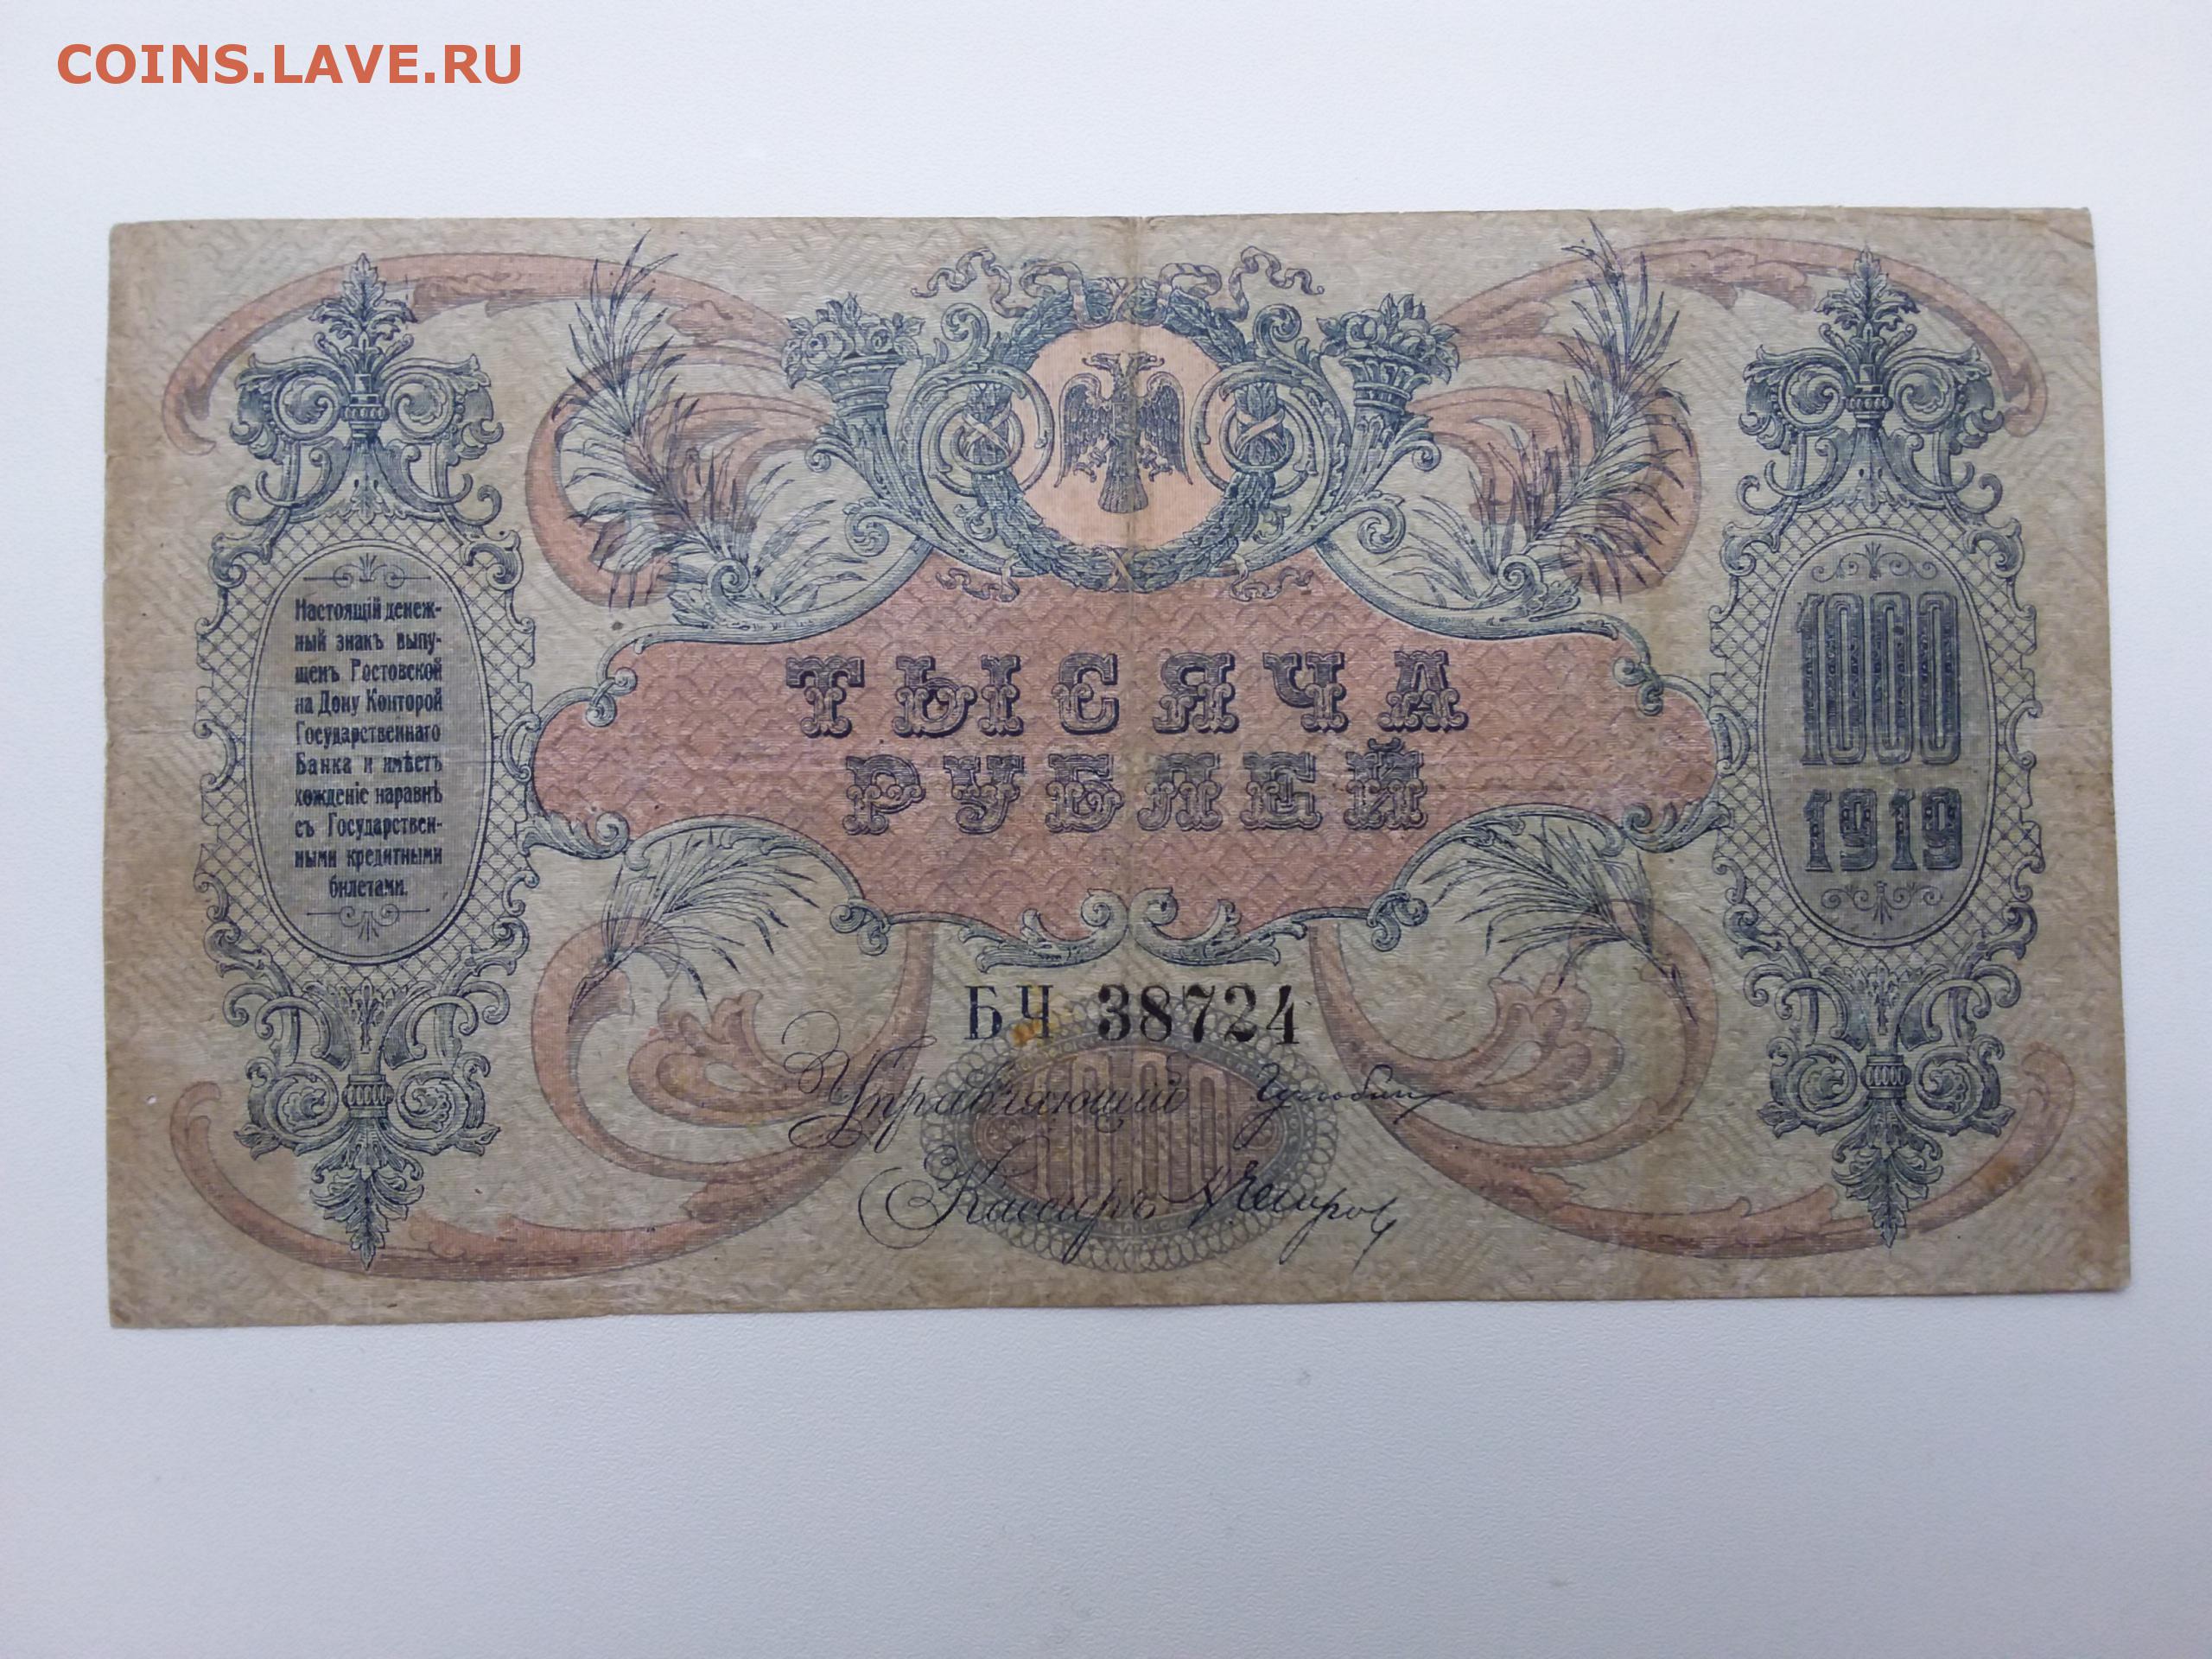 COINS.LAVE.RU
Настоящій денеж-
ный знакъ выпу-
щенъ Ростовской
на Дону Конторой
Государственнаго
Банка и имѣетъ
хожденіе наравнѣ
съ Государствен-
ными кредитными
билетами.
ТЫСЯЧА
РУБЛЕЙ
1000
1919
БЧ 38724
Управляющій
1000
Кассиръ